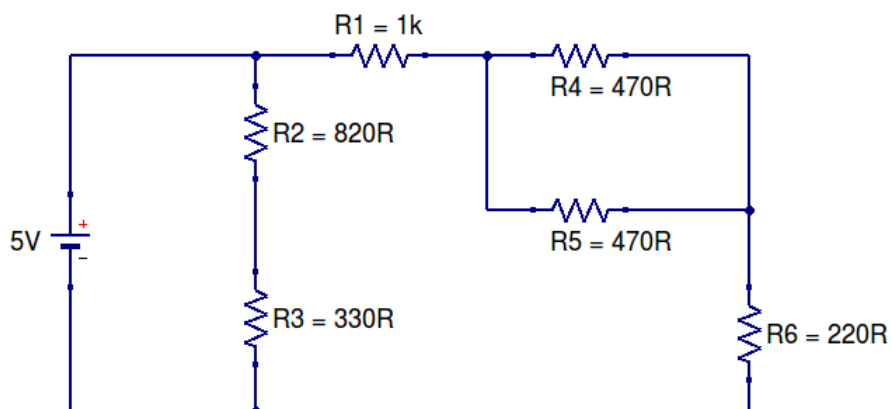 R1 = 1k
R4 = 470R
R2 = 820R
5V
+
−
R5 = 470R
R3 = 330R
R6 = 220R